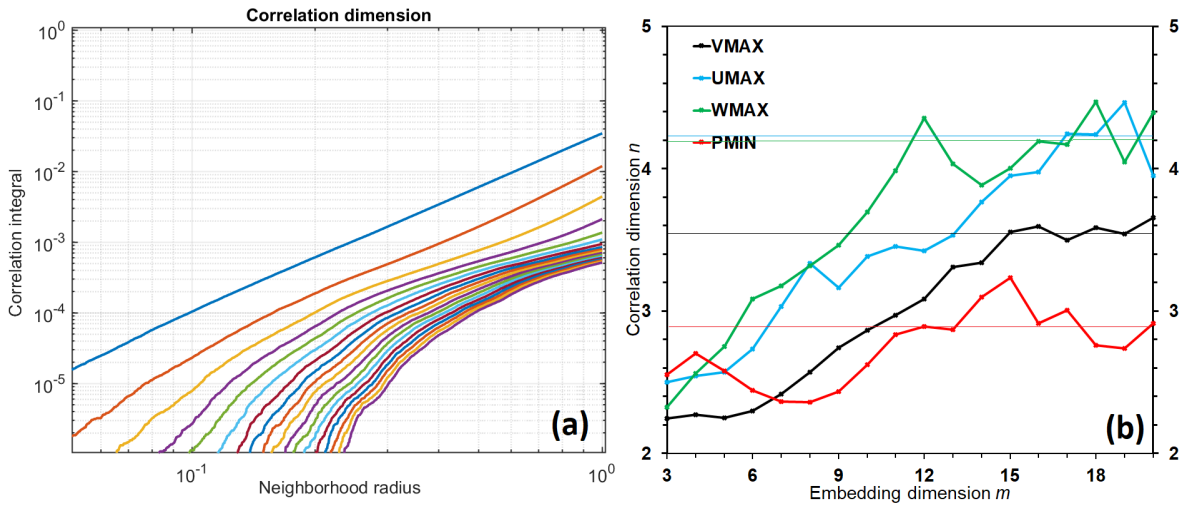 Correlation dimension
10^0
10^-1
10^-2
10^-3
10^-4
10^-5
Correlation integral
10^-1
10^0
Neighborhood radius
(a)
5
4
3
2
Correlation dimension n
VMAX
UMAX
WMAX
PMIN
5
4
3
2
3
6
9
12
15
18
Embedding dimension m
(b)